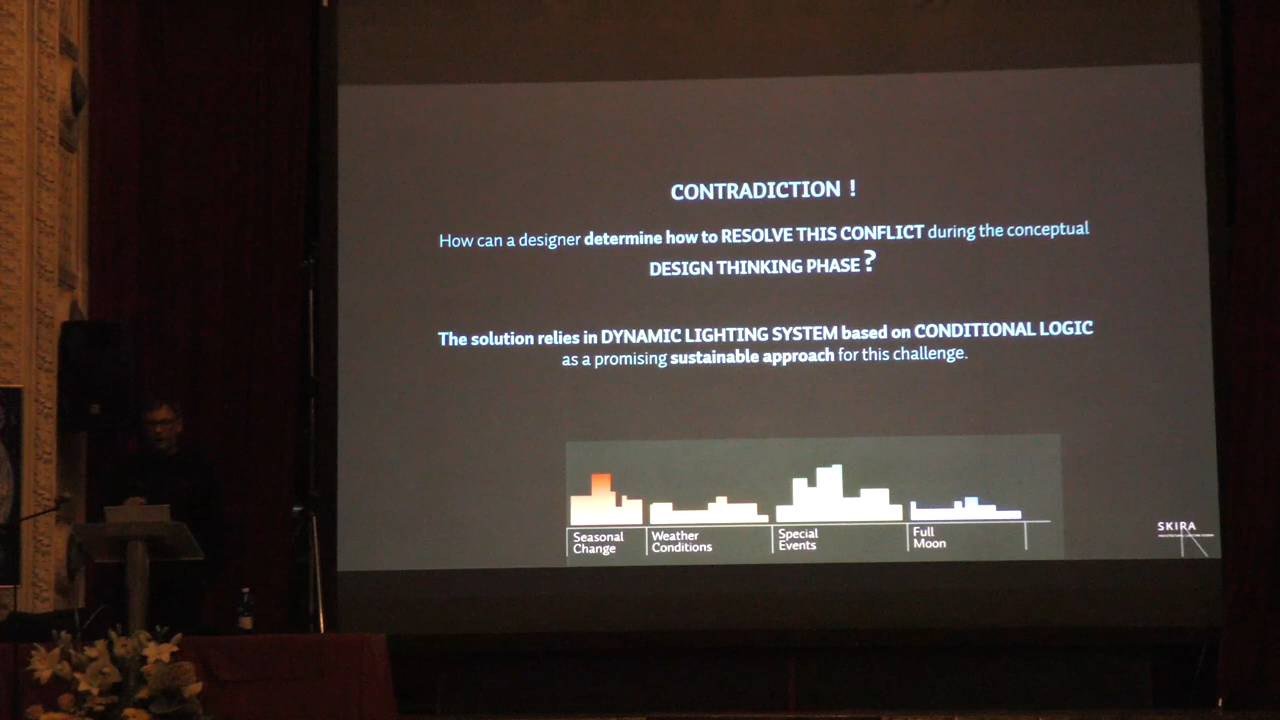 CONTRADICTION !
How can a designer determine how to RESOLVE THIS CONFLICT during the conceptual
DESIGN THINKING PHASE ?
The solution relies in DYNAMIC LIGHTING SYSTEM based on CONDITIONAL LOGIC
as a promising sustainable approach for this challenge.
Seasonal
Change
Weather
Conditions
Special
Events
Full
Moon
SKIRA